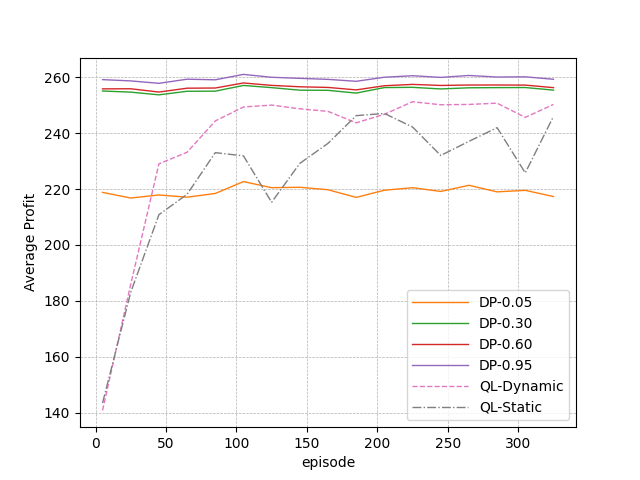 260
240
220
200
180
160
140
Average Profit
0
50
100
150
200
250
300
episode
DP-0.05
DP-0.30
DP-0.60
DP-0.95
QL-Dynamic
QL-Static